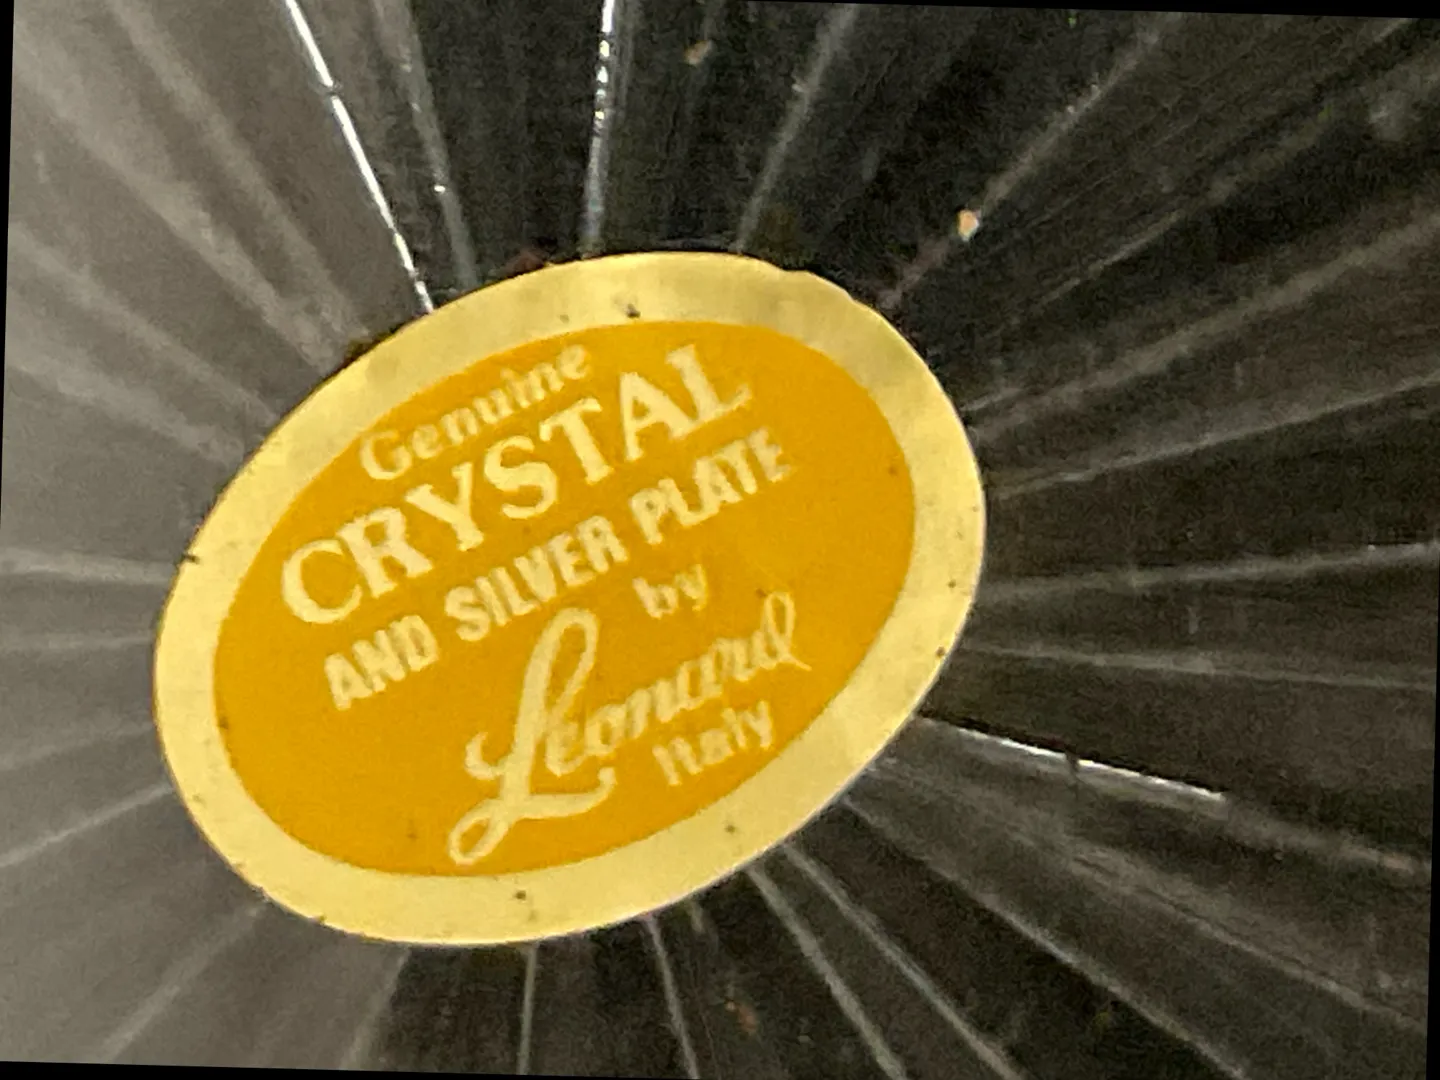 Genuine
CRYSTAL
AND SILVER PLATE
by
Leonard
Italy